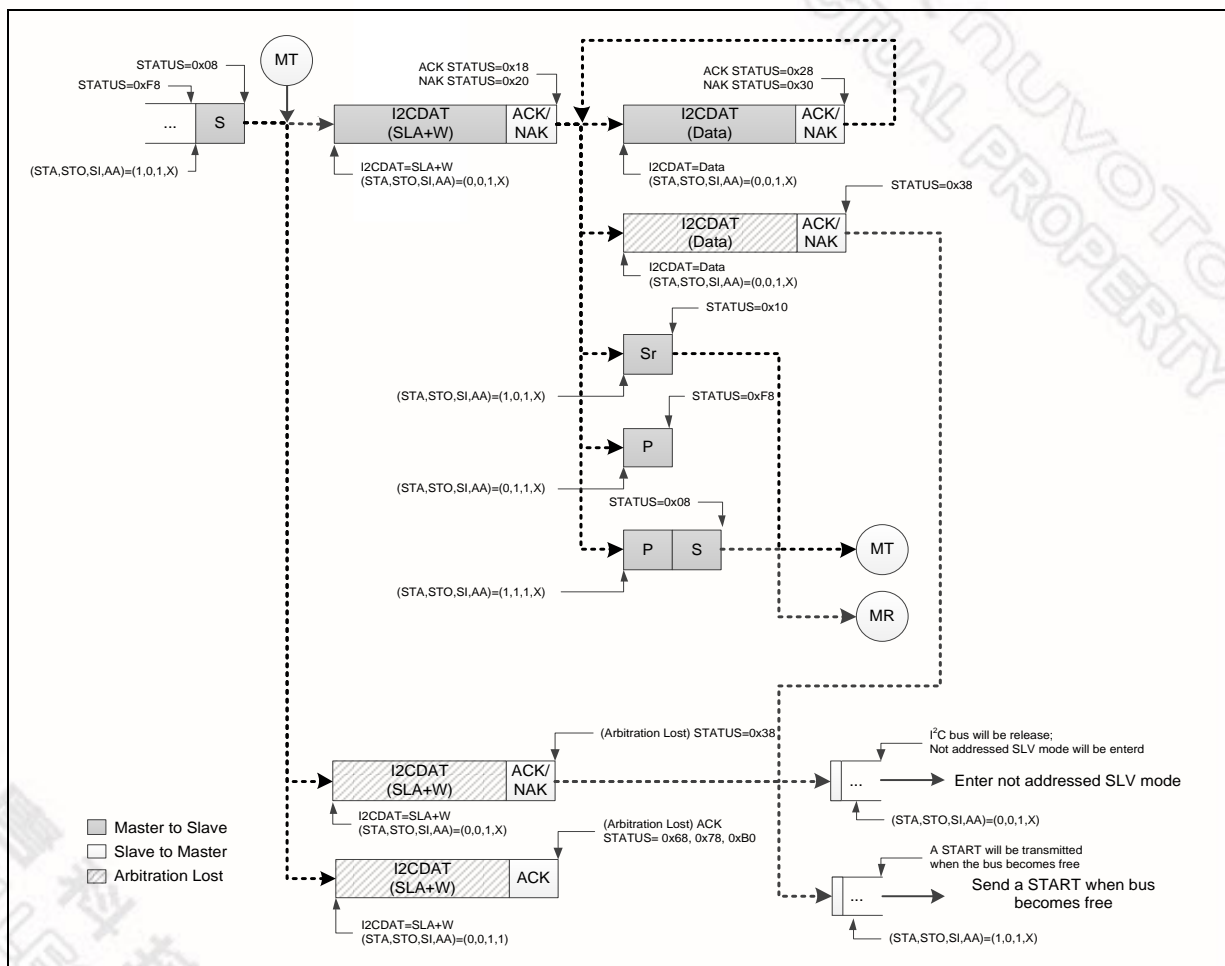 STATUS=0x08
STATUS=0xF8
MT
ACK STATUS=0x18
NAK STATUS=0x20
ACK STATUS=0x28
NAK STATUS=0x30
...
S
I2CDAT
(SLA+W)
ACK/
NAK
I2CDAT
(Data)
ACK/
NAK
(STA,STO,SI,AA)=(1,0,1,X)
I2CDAT=SLA+W
(STA,STO,SI,AA)=(0,0,1,X)
I2CDAT=Data
(STA,STO,SI,AA)=(0,0,1,X)
STATUS=0x38
I2CDAT
(Data)
ACK/
NAK
I2CDAT=Data
(STA,STO,SI,AA)=(0,0,1,X)
STATUS=0x10
Sr
(STA,STO,SI,AA)=(1,0,1,X)
STATUS=0xF8
P
(STA,STO,SI,AA)=(0,1,1,X)
STATUS=0x08
P
S
MT
(STA,STO,SI,AA)=(1,1,1,X)
MR
(Arbitration Lost) STATUS=0x38
I2CDAT
(SLA+W)
ACK/
NAK
I2CDAT=SLA+W
(STA,STO,SI,AA)=(0,0,1,X)
I²C bus will be release;
Not addressed SLV mode will be enterd
...
Enter not addressed SLV mode
(STA,STO,SI,AA)=(0,0,1,X)
(Arbitration Lost) ACK
STATUS= 0x68, 0x78, 0xB0
I2CDAT
(SLA+W)
ACK
I2CDAT=SLA+W
(STA,STO,SI,AA)=(0,0,1,1)
A START will be transmitted
when the bus becomes free
...
Send a START when bus
becomes free
(STA,STO,SI,AA)=(1,0,1,X)
Master to Slave
Slave to Master
Arbitration Lost
nuvoTo
PROPERTY